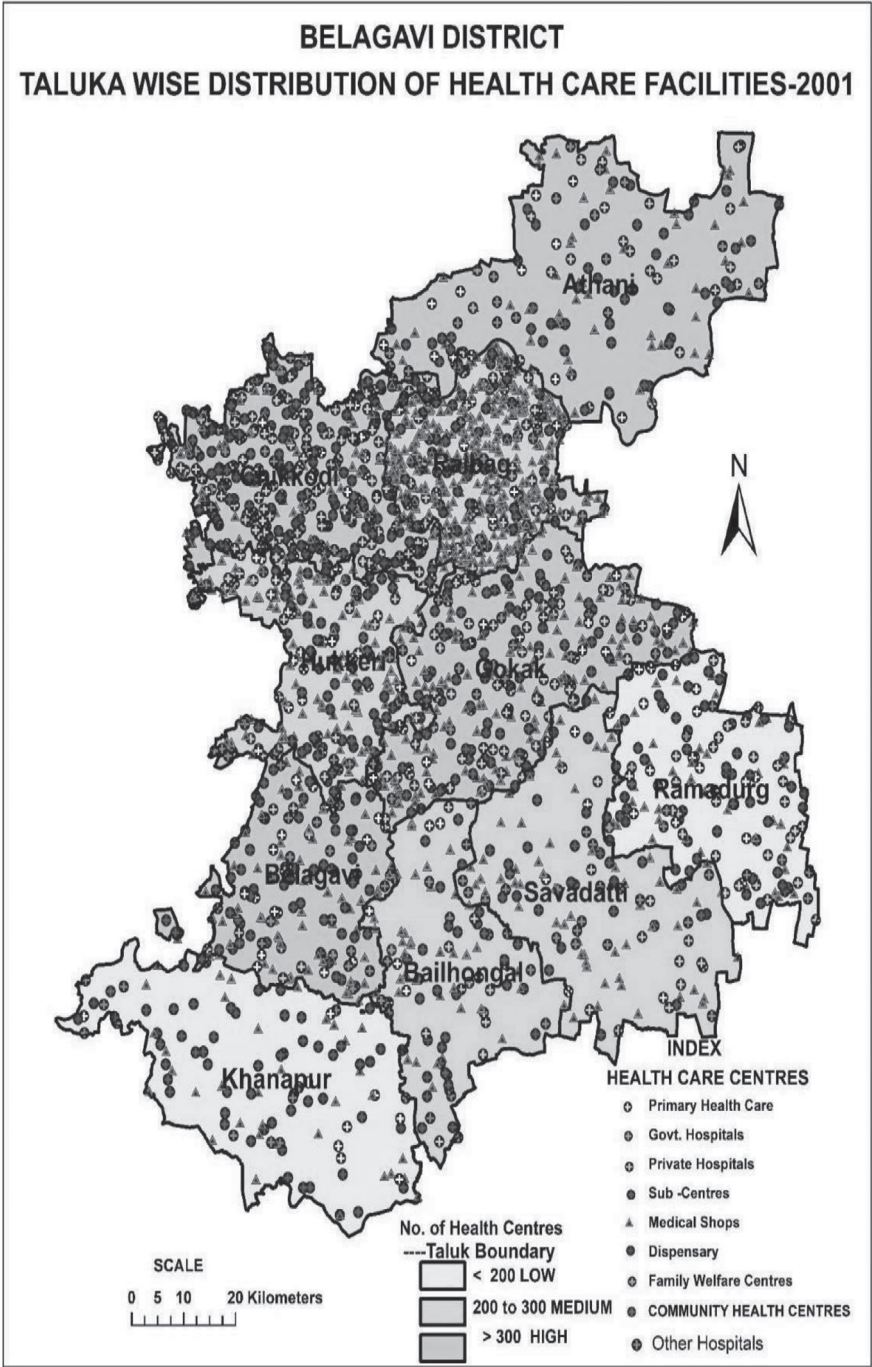 BELAGAVI DISTRICT
TALUKA WISE DISTRIBUTION OF HEALTH CARE FACILITIES-2001
Athani
Chikkodi
Raibag
N
Hukkeri
Gokak
Ramadurg
Belagavi
Savadatti
Bailhongal
Khanapur
INDEX
HEALTH CARE CENTRES
Primary Health Care
Govt. Hospitals
Private Hospitals
Sub -Centres
Medical Shops
Dispensary
Family Welfare Centres
COMMUNITY HEALTH CENTRES
Other Hospitals
No. of Health Centres
----Taluk Boundary
< 200 LOW
200 to 300 MEDIUM
> 300 HIGH
SCALE
0 5 10 20 Kilometers